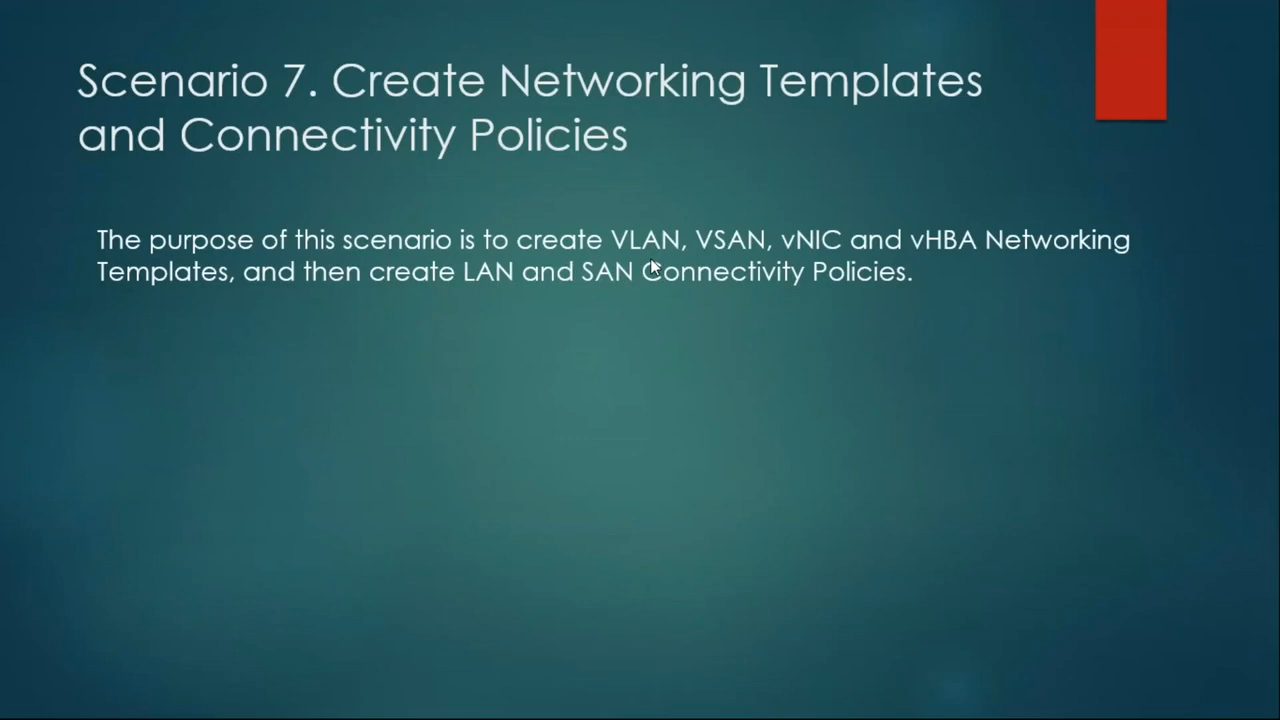 Scenario 7. Create Networking Templates
and Connectivity Policies
The purpose of this scenario is to create VLAN, VSAN, vNIC and vHBA Networking
Templates, and then create LAN and SAN Connectivity Policies.